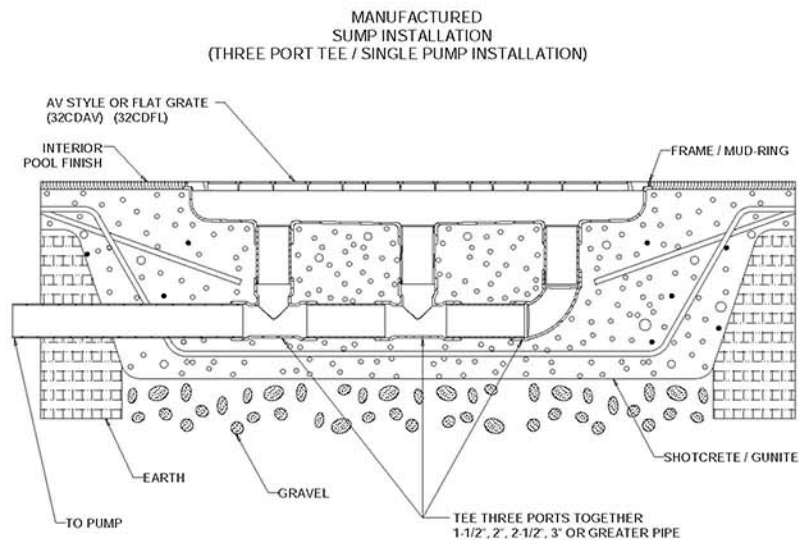 MANUFACTURED
SUMP INSTALLATION
(THREE PORT TEE / SINGLE PUMP INSTALLATION)
AV STYLE OR FLAT GRATE
(32CDAV) (32CDFL)
INTERIOR
POOL FINISH
FRAME / MUD-RING
SHOTCRETE / GUNITE
EARTH
GRAVEL
TO PUMP
TEE THREE PORTS TOGETHER
1-1/2", 2", 2-1/2", 3" OR GREATER PIPE